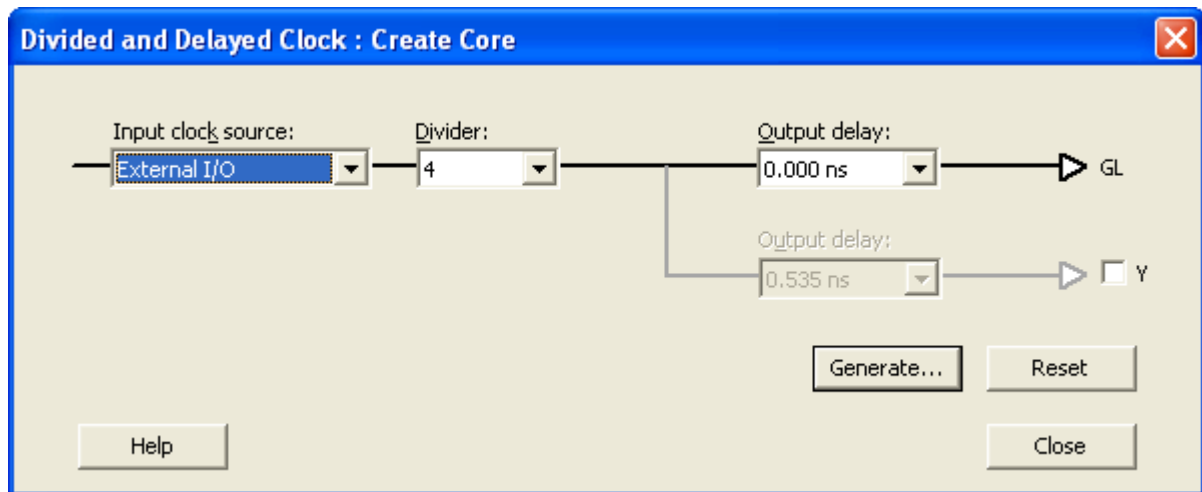 Divided and Delayed Clock : Create Core
Input clock source:
Divider:
Output delay:
External I/O
4
0.000 ns
GL
Output delay:
0.535 ns
Y
Generate...
Reset
Help
Close